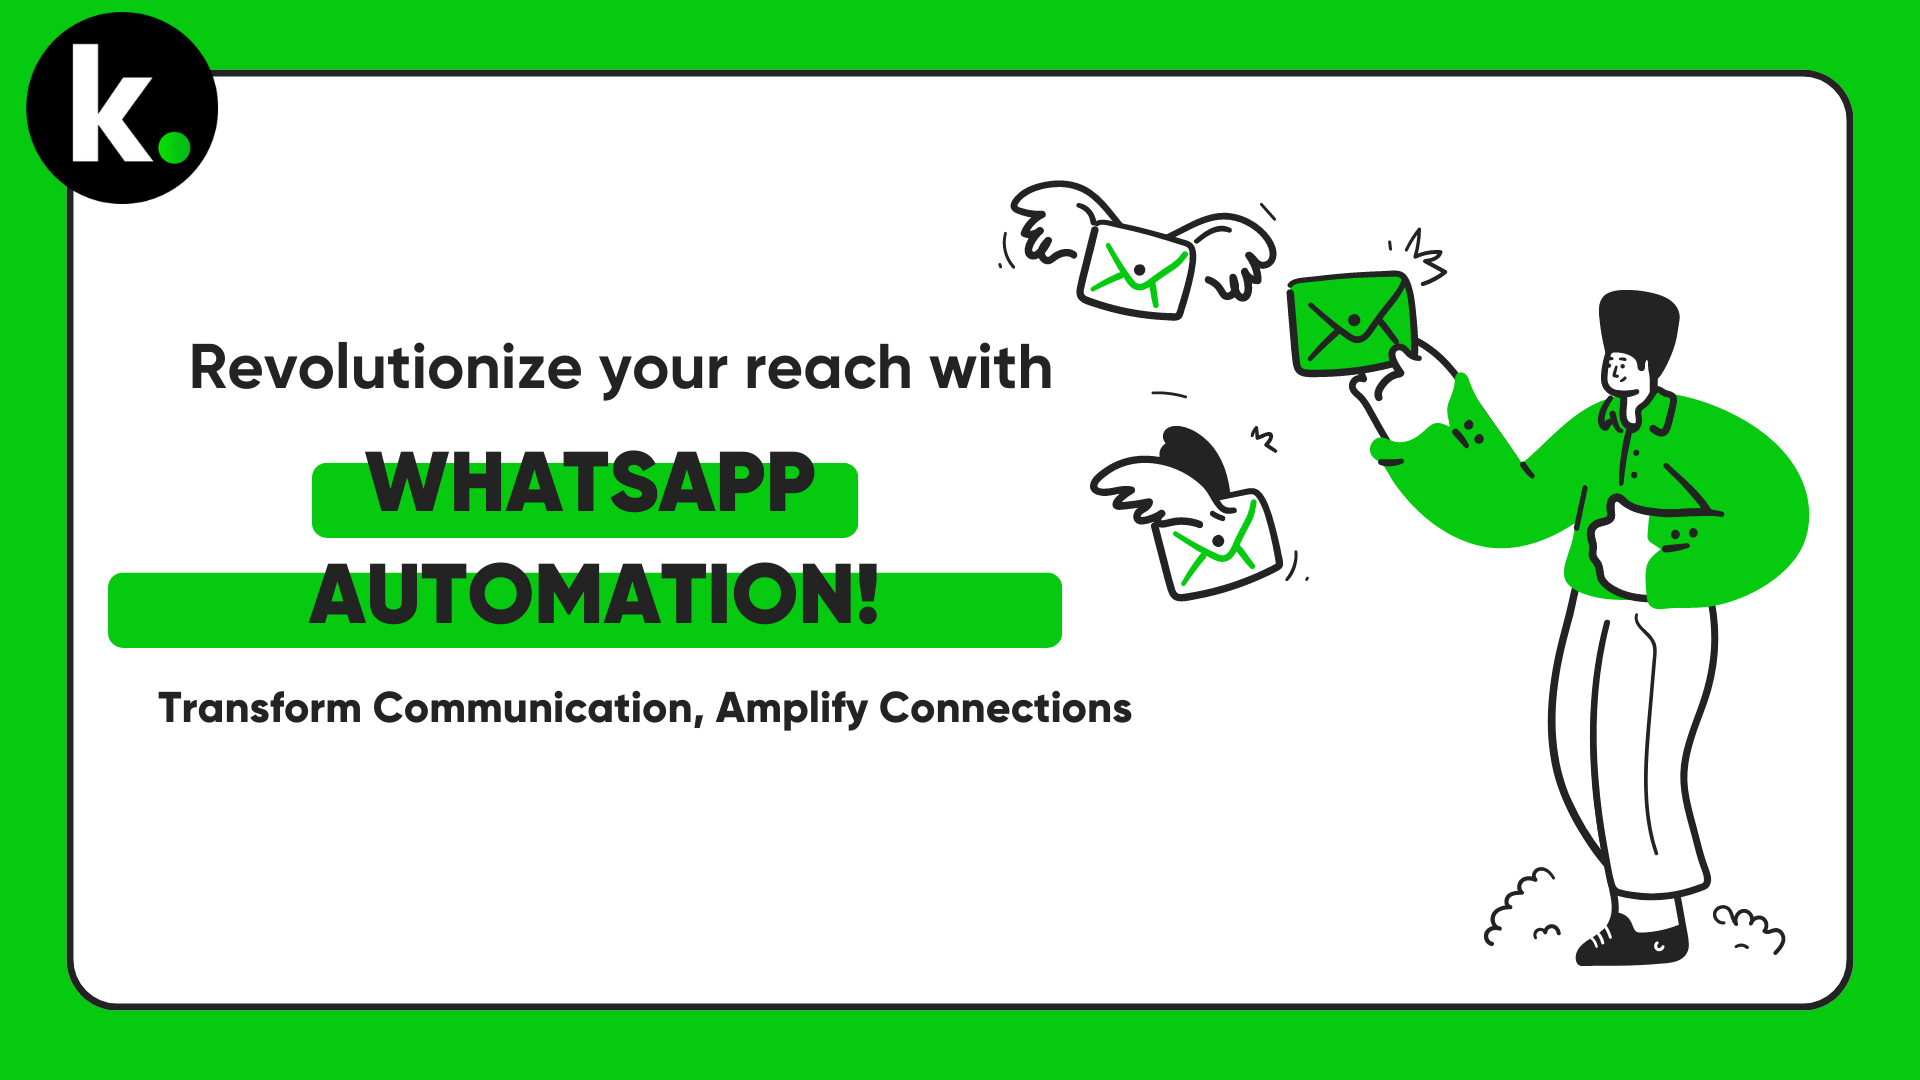 k.
Revolutionize your reach with
WHATSAPP
AUTOMATION!
Transform Communication, Amplify Connections